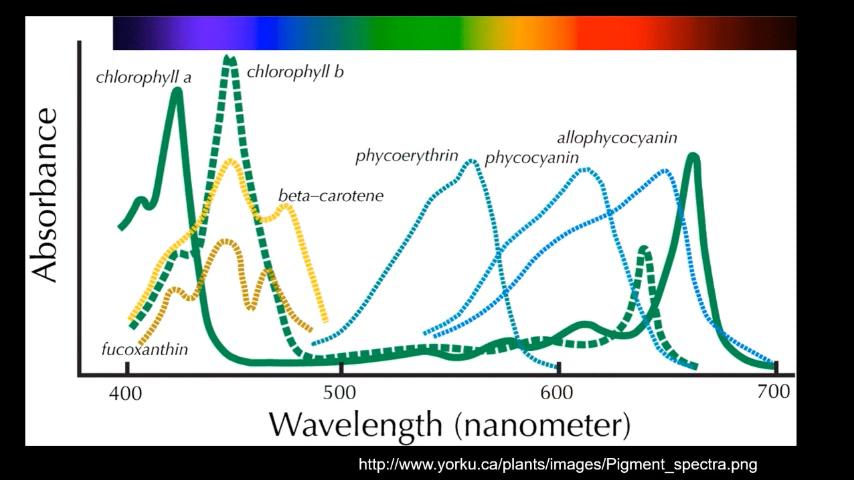 chlorophyll a
chlorophyll b
allophycocyanin
phycoerythrin
phycocyanin
beta–carotene
fucoxanthin
Absorbance
400
500
600
700
Wavelength (nanometer)
http://www.yorku.ca/plants/images/Pigment_spectra.png